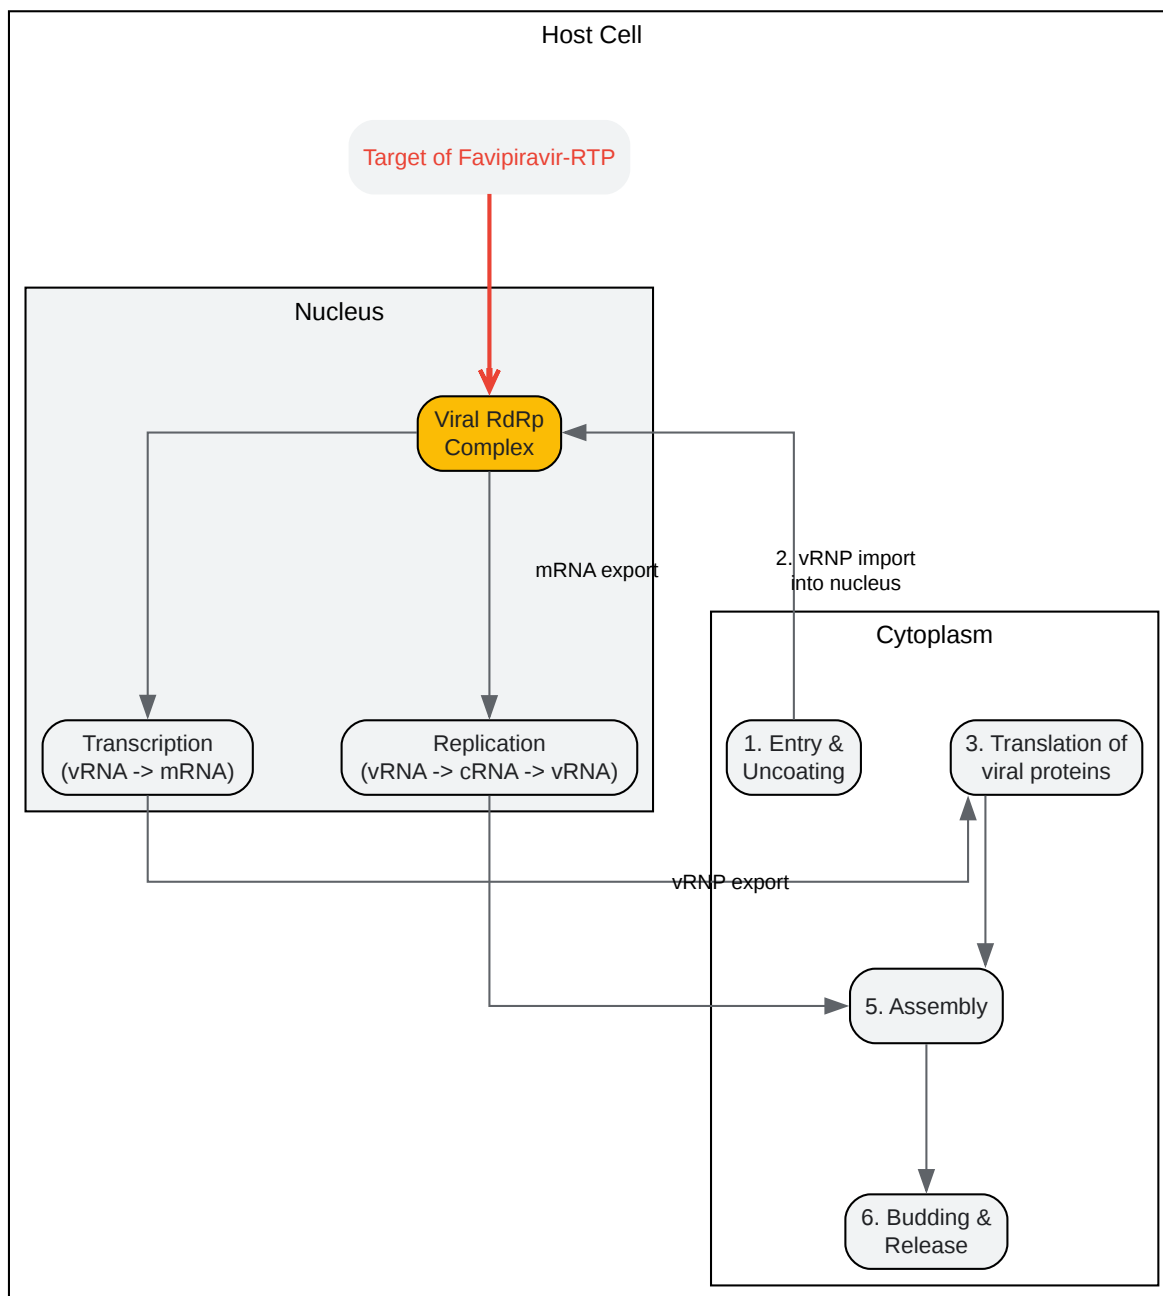 Host Cell
Target of Favipiravir-RTP
Nucleus
Viral RdRp
Complex
mRNA export
2. vRNP import
into nucleus
Cytoplasm
Transcription
(vRNA -> mRNA)
Replication
(vRNA -> cRNA -> vRNA)
1. Entry &
Uncoating
3. Translation of
viral proteins
vRNP export
5. Assembly
6. Budding &
Release